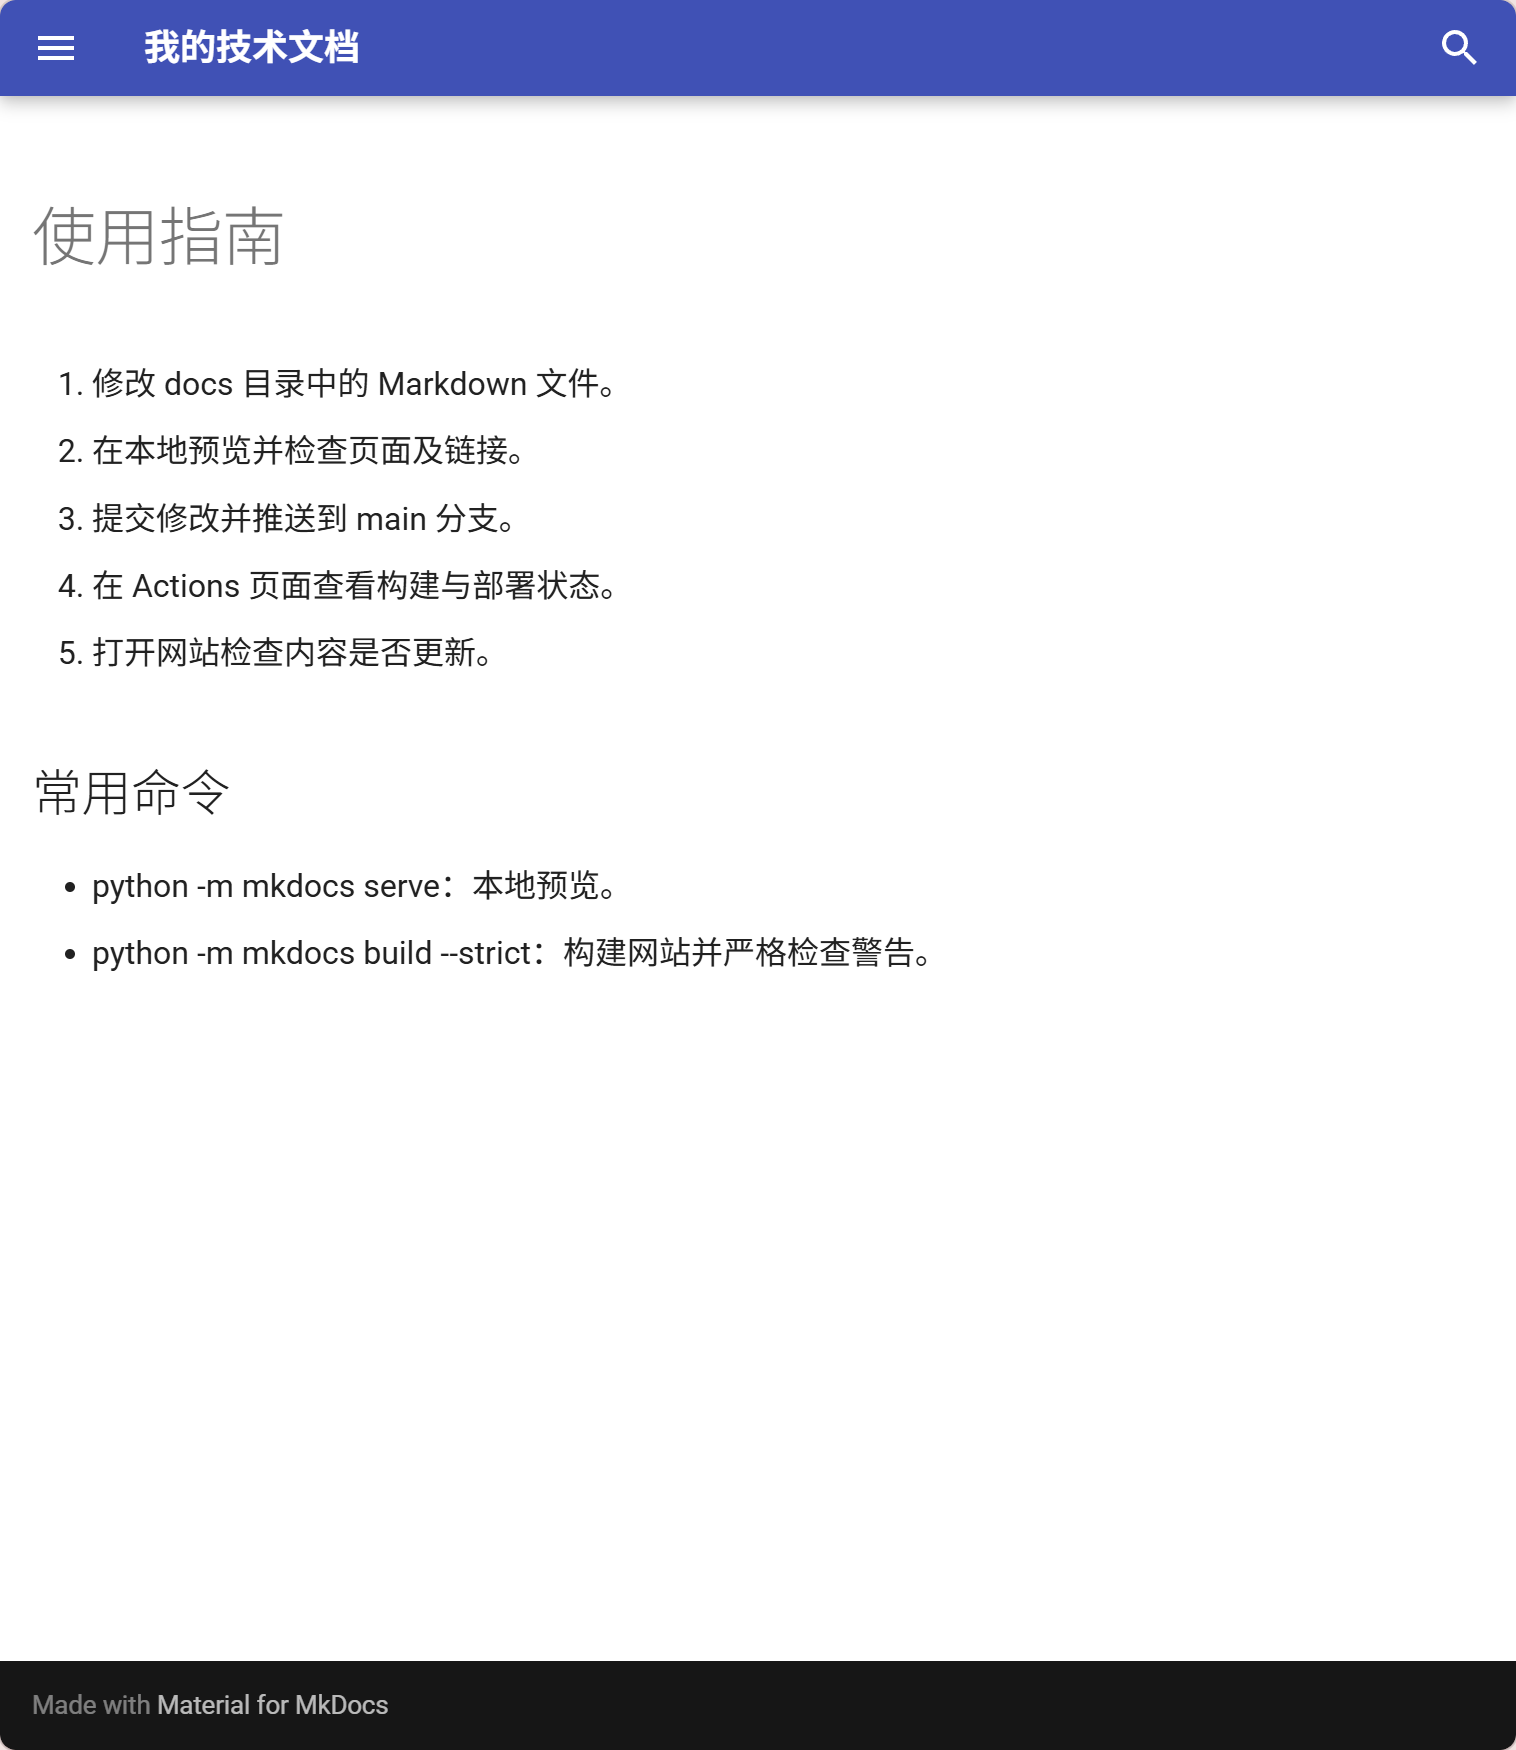 我的技术文档
使用指南
1. 修改 docs 目录中的 Markdown 文件。
2. 在本地预览并检查页面及链接。
3. 提交修改并推送到 main 分支。
4. 在 Actions 页面查看构建与部署状态。
5. 打开网站检查内容是否更新。
常用命令
• python -m mkdocs serve：本地预览。
• python -m mkdocs build --strict：构建网站并严格检查警告。
Made with Material for MkDocs